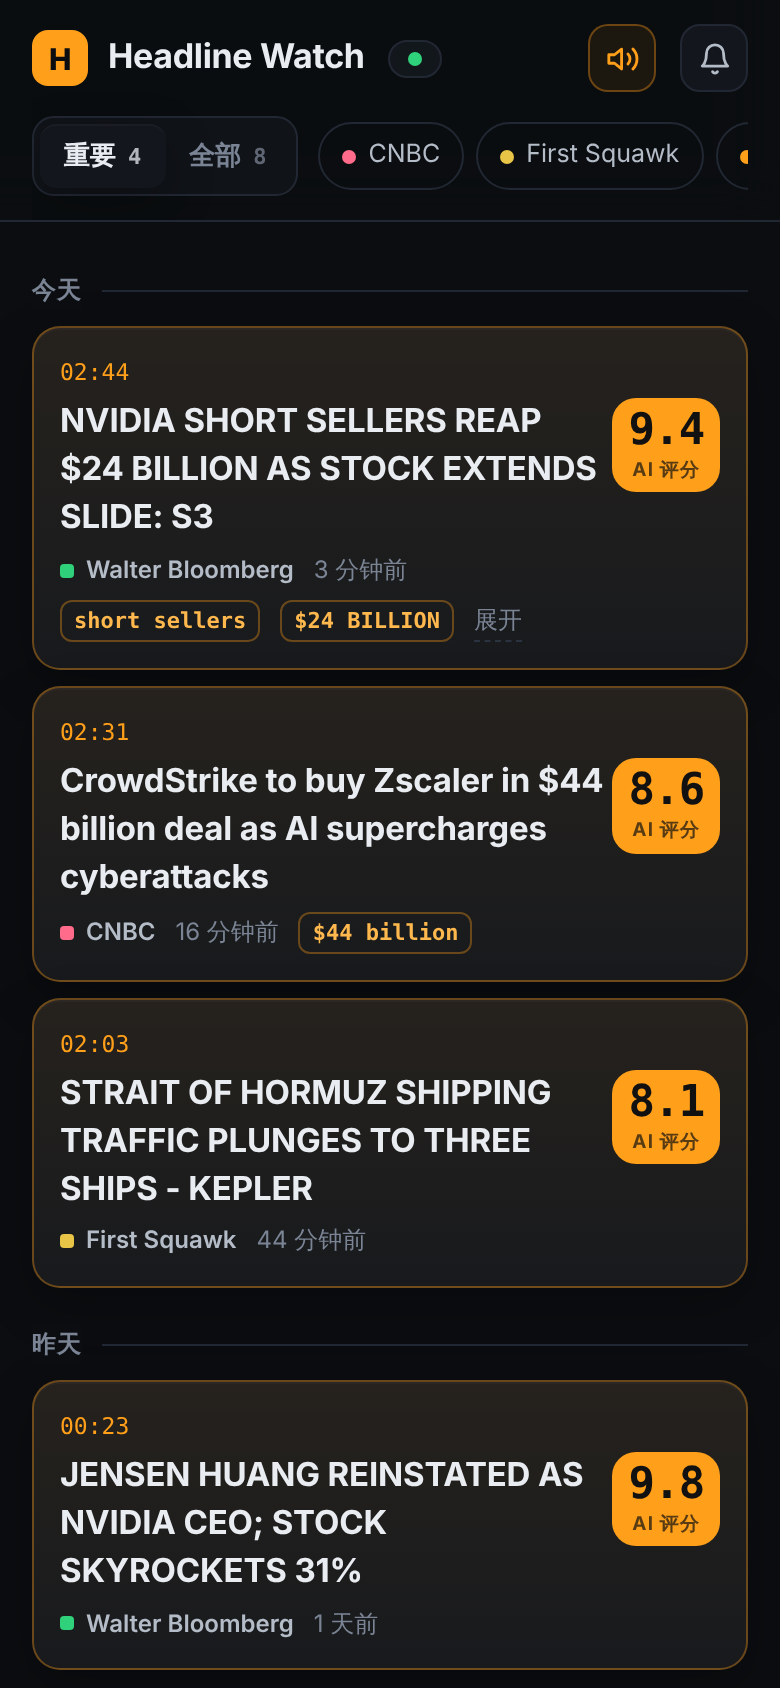 H Headline Watch
重要 4 全部 8 CNBC First Squawk
今天
02:44
NVIDIA SHORT SELLERS REAP
$24 BILLION AS STOCK EXTENDS
SLIDE: S3
9.4
AI 评分
Walter Bloomberg 3 分钟前
short sellers $24 BILLION 展开
02:31
CrowdStrike to buy Zscaler in $44
billion deal as AI supercharges
cyberattacks
8.6
AI 评分
CNBC 16 分钟前 $44 billion
02:03
STRAIT OF HORMUZ SHIPPING
TRAFFIC PLUNGES TO THREE
SHIPS - KEPLER
8.1
AI 评分
First Squawk 44 分钟前
昨天
00:23
JENSEN HUANG REINSTATED AS
NVIDIA CEO; STOCK
SKYROCKETS 31%
9.8
AI 评分
Walter Bloomberg 1 天前